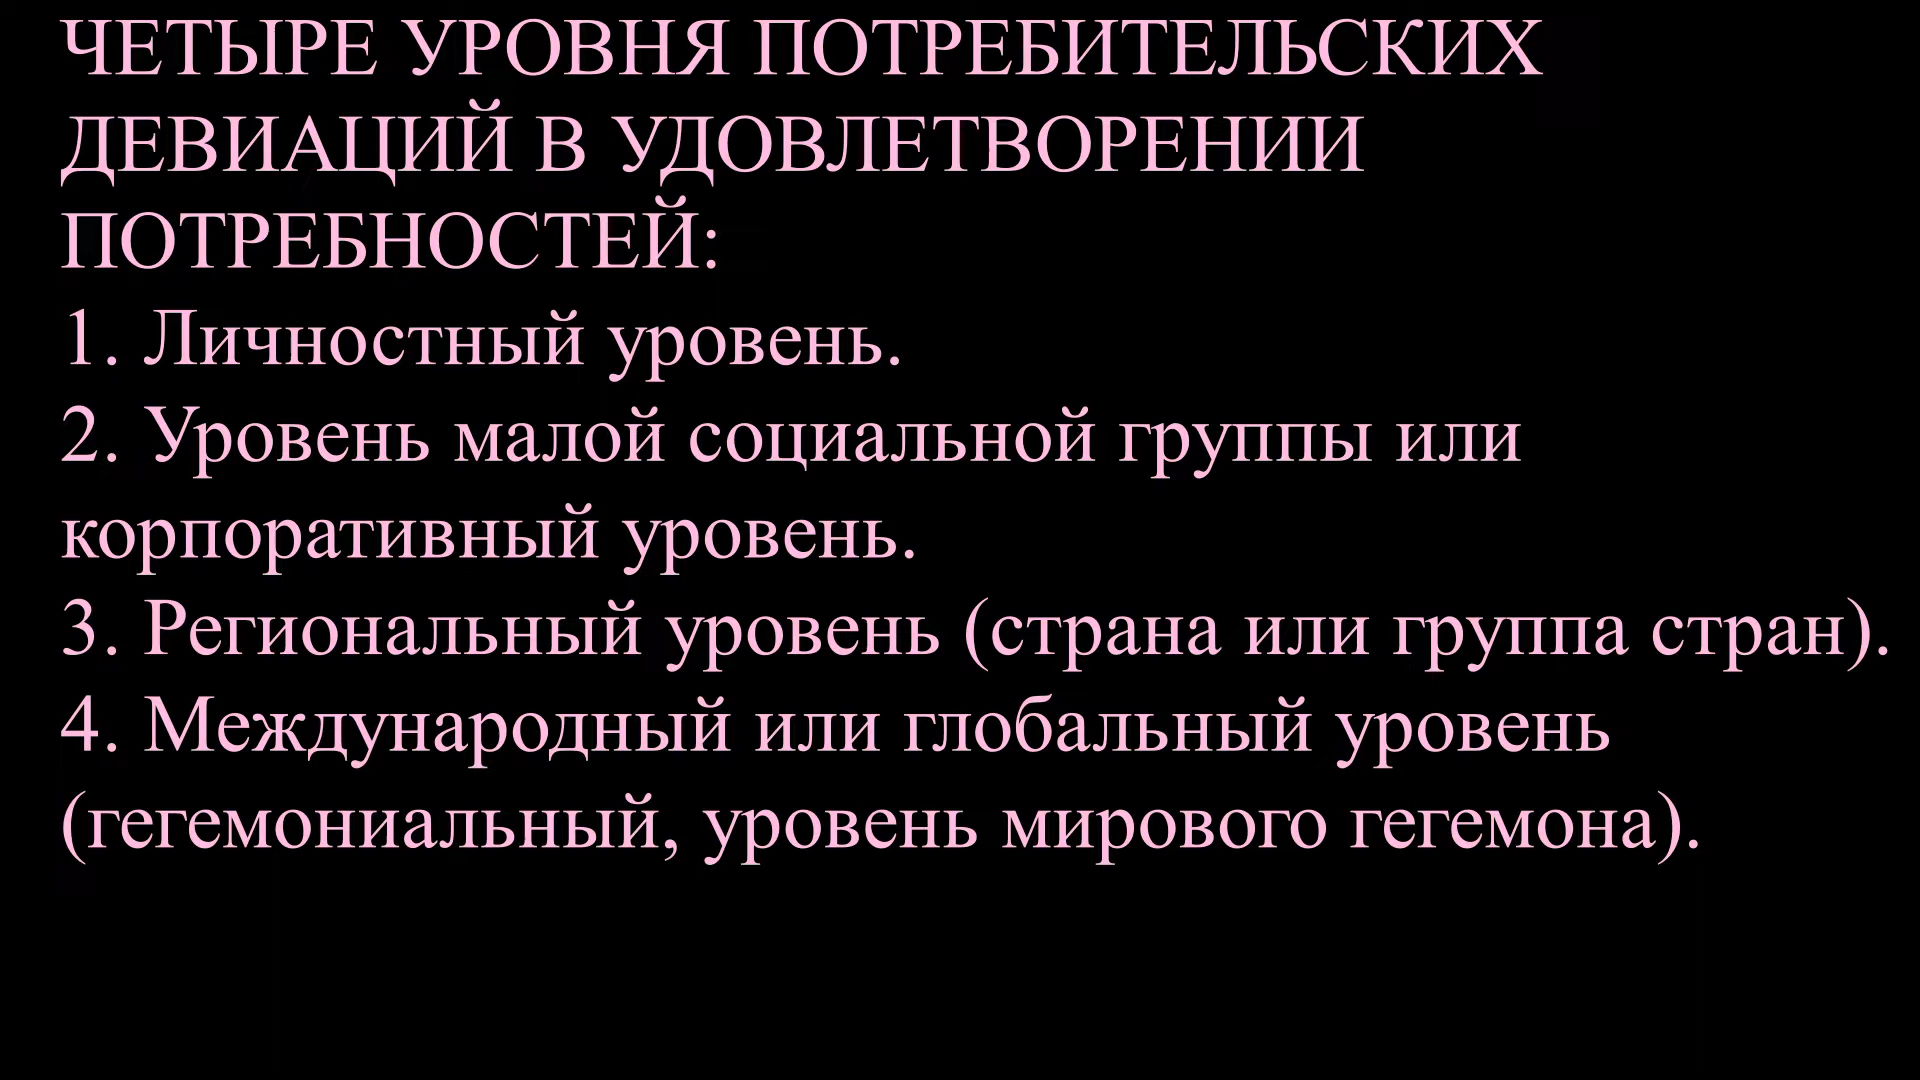 ЧЕТЫРЕ УРОВНЯ ПОТРЕБИТЕЛЬСКИХ
ДЕВИАЦИЙ В УДОВЛЕТВОРЕНИИ
ПОТРЕБНОСТЕЙ:
1. Личностный уровень.
2. Уровень малой социальной группы или
корпоративный уровень.
3. Региональный уровень (страна или группа стран).
4. Международный или глобальный уровень
(гегемониальный, уровень мирового гегемона).